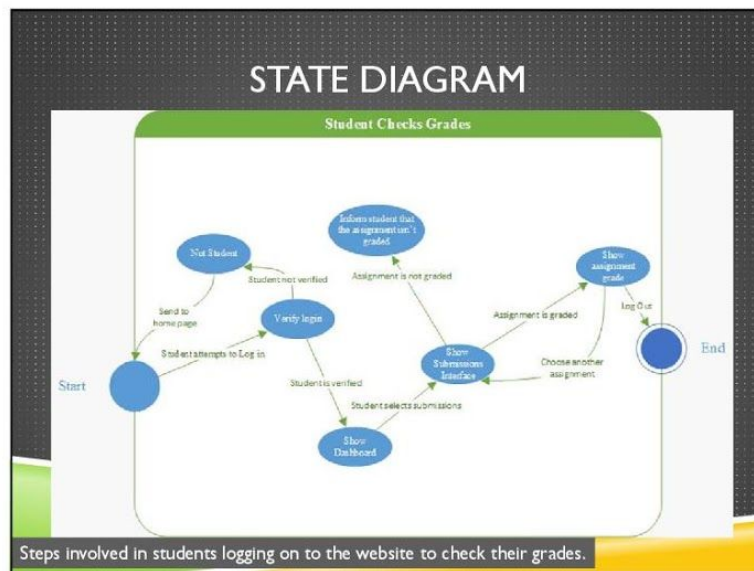 STATE DIAGRAM
Student Checks Grades
Inform student that
the assignment isn't
graded
Not Student
Show
assignment
grade
Student not verified
Assignment is not graded
Send to
home page
Verify login
Assignment is graded
Log Out
Student attempts to Log in
Show
Submissions
Interface
End
Start
Choose another
assignment
Student is verified
Student selects submissions
Show
Dashboard
Steps involved in students logging on to the website to check their grades.